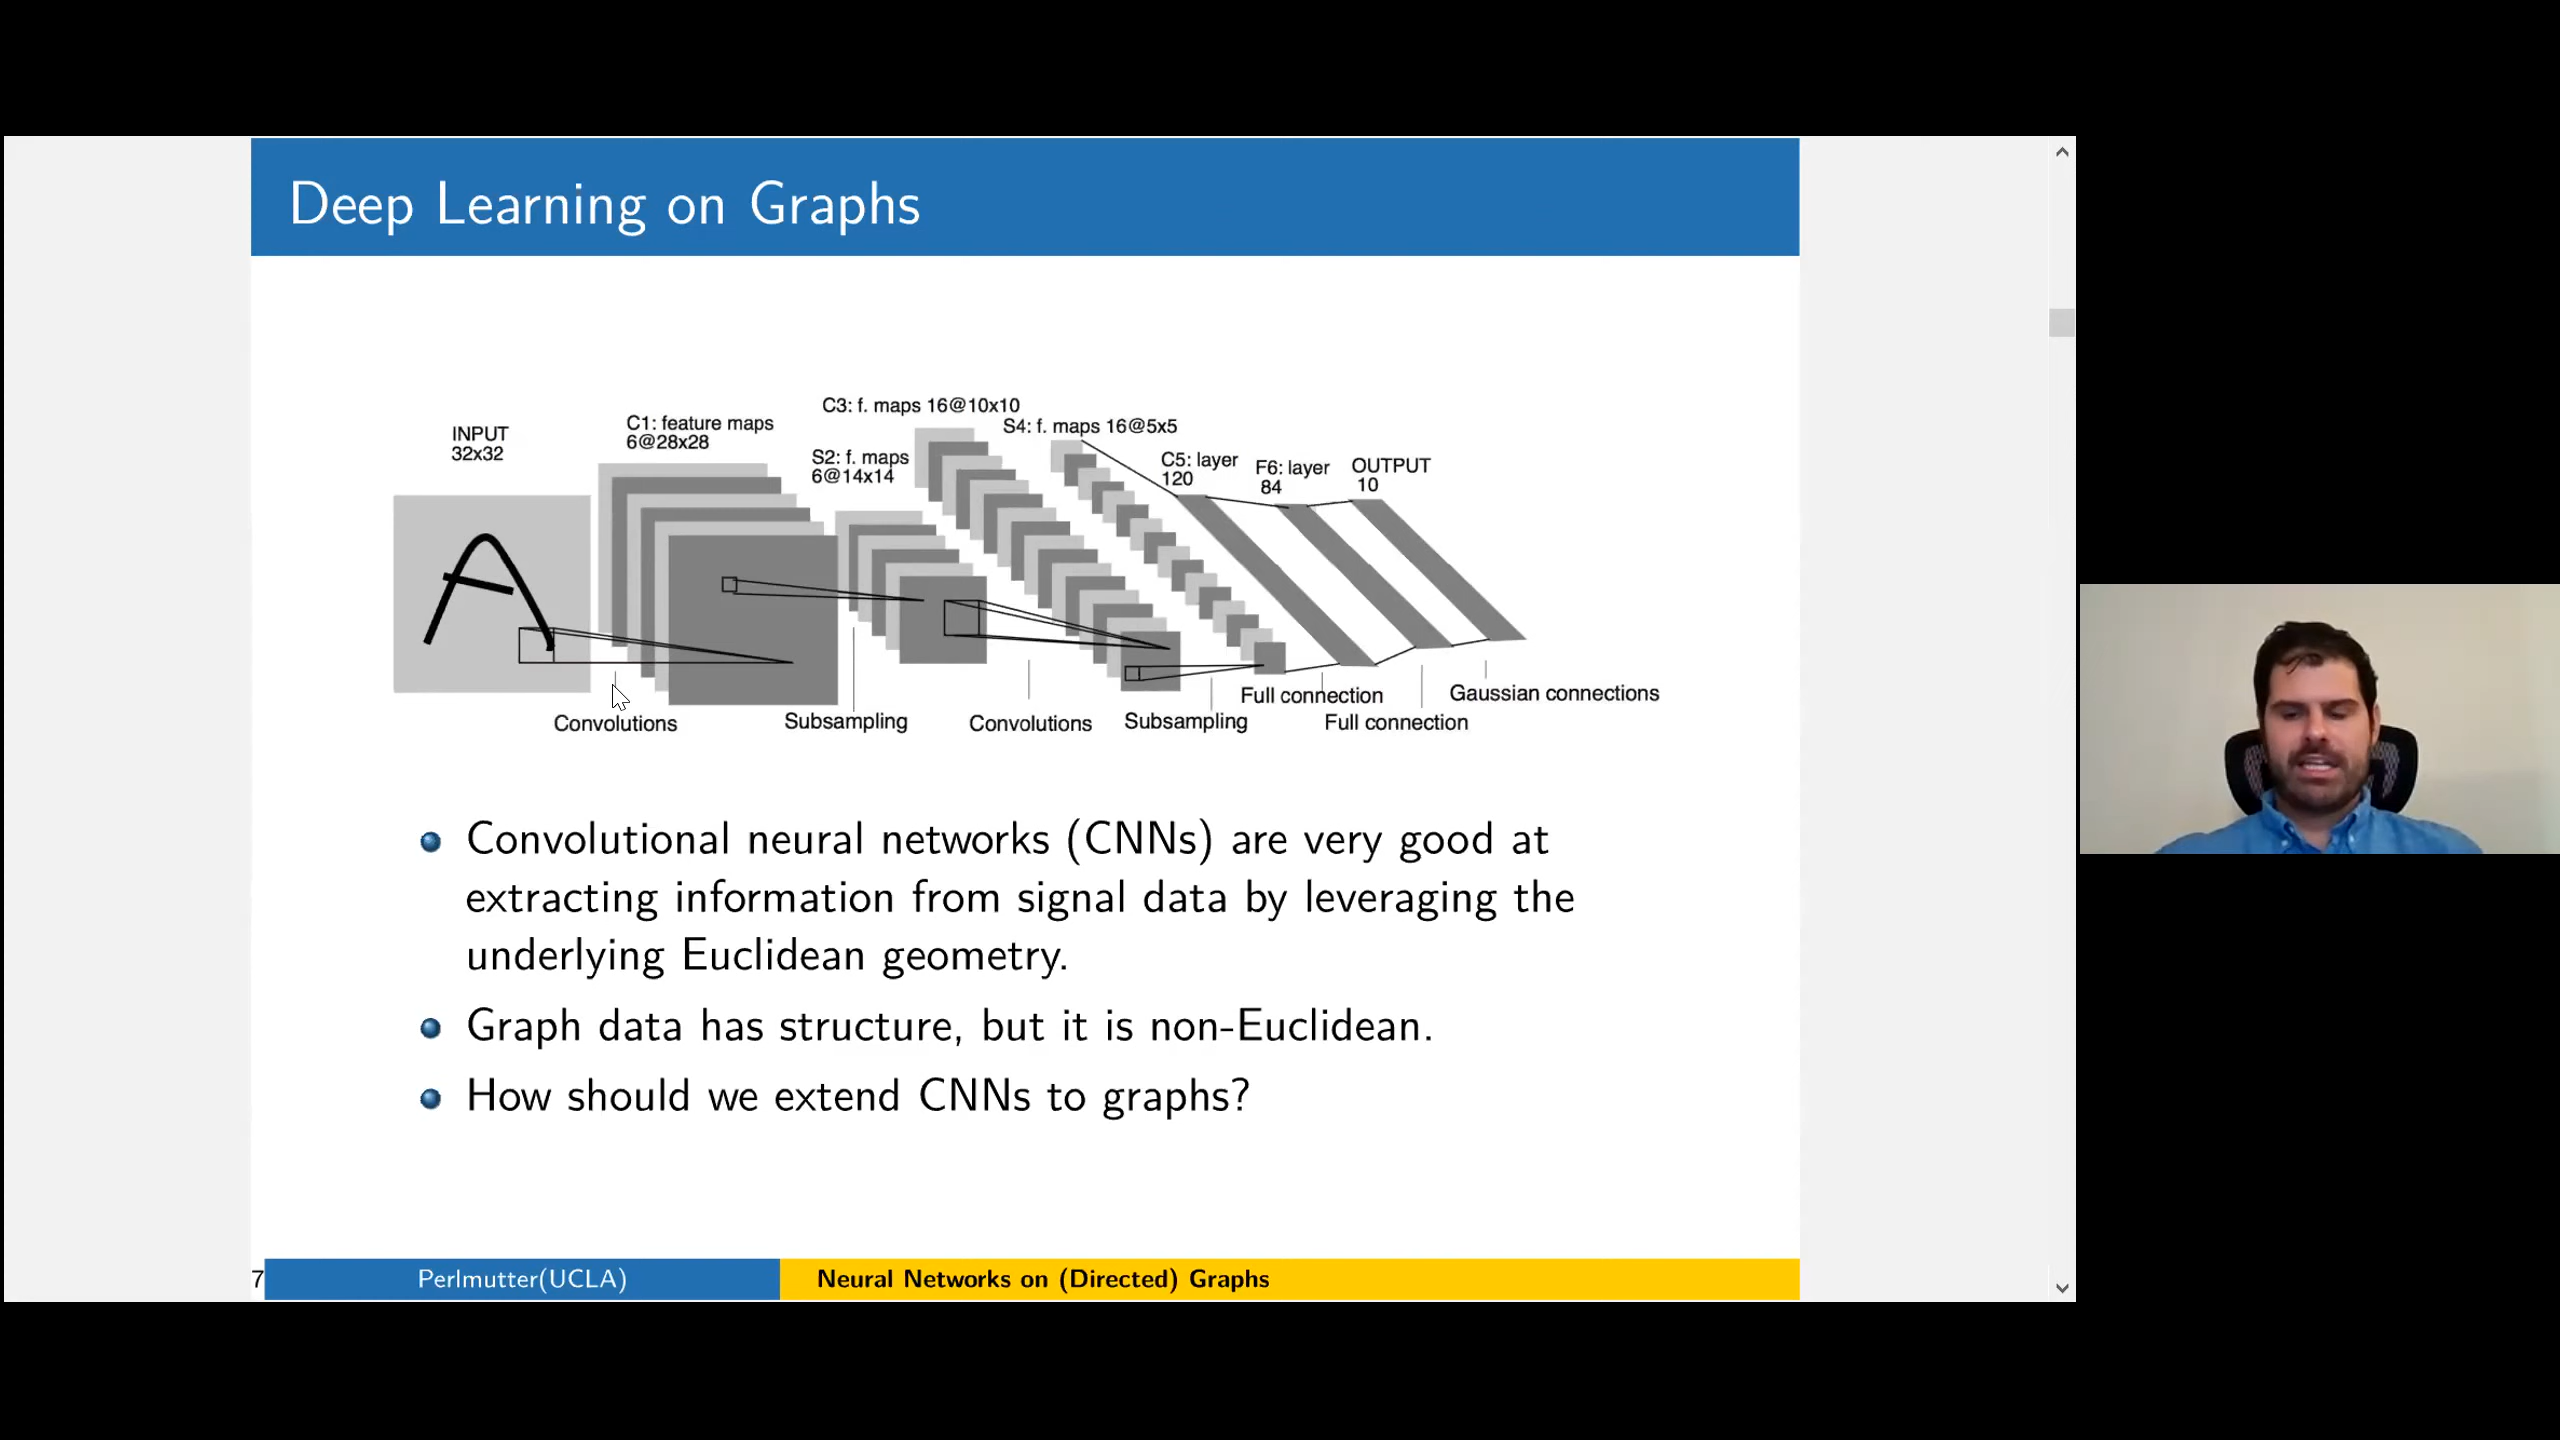 Deep Learning on Graphs
INPUT
32x32
C1: feature maps
6@28x28
S2: f. maps
6@14x14
C3: f. maps 16@10x10
S4: f. maps 16@5x5
C5: layer
120
F6: layer
84
OUTPUT
10
A
Convolutions
Subsampling
Convolutions
Subsampling
Full connection
Full connection
Gaussian connections
Convolutional neural networks (CNNs) are very good at
extracting information from signal data by leveraging the
underlying Euclidean geometry.
Graph data has structure, but it is non-Euclidean.
How should we extend CNNs to graphs?
7
Perlmutter(UCLA)
Neural Networks on (Directed) Graphs